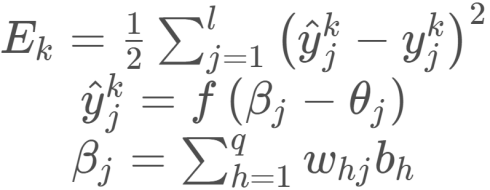 E_k = \frac{1}{2} \sum_{j=1}^{l} \left( \hat{y}_j^k - y_j^k \right)^2
\hat{y}_j^k = f \left( \beta_j - \theta_j \right)
\beta_j = \sum_{h=1}^{q} w_{hj} b_h